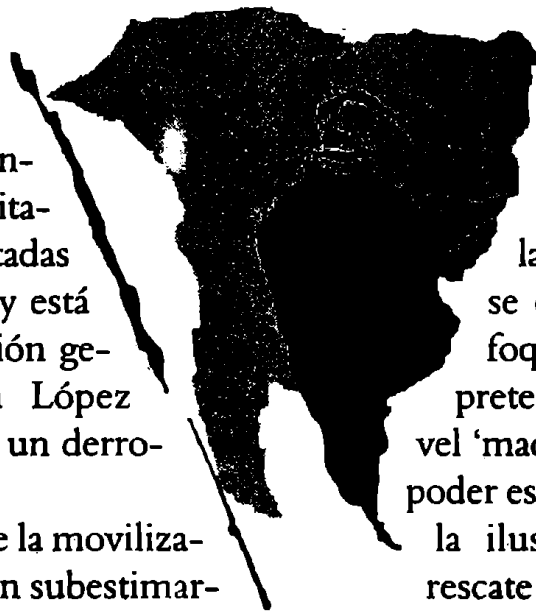 n-
ita-
tadas
y está
ión ge-
López
un derro-
e la moviliza-
n subestimar-
la
se
foq
prete
vel 'mac
poder es
la ilus
rescate